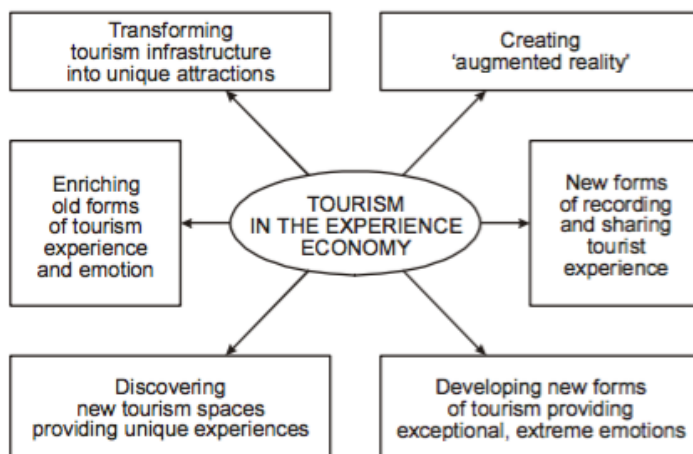 Transforming
tourism infrastructure
into unique attractions
Creating
'augmented reality'
Enriching
old forms
of tourism
experience
and emotion
TOURISM
IN THE EXPERIENCE
ECONOMY
New forms
of recording
and sharing
tourist
experience
Discovering
new tourism spaces
providing unique experiences
Developing new forms
of tourism providing
exceptional, extreme emotions